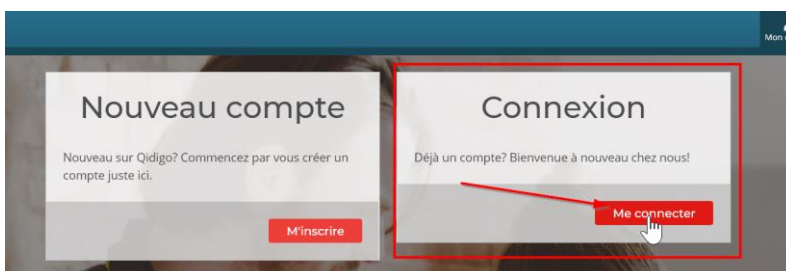 Mon
Nouveau compte
Nouveau sur Qidigo? Commencez par vous créer un
compte juste ici.
M'inscrire
Connexion
Déjà un compte? Bienvenue à nouveau chez nous!
Me connecter